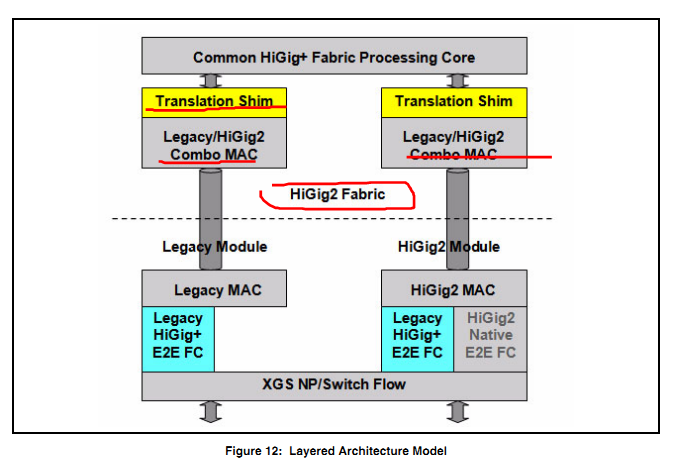 Common HiGig+ Fabric Processing Core
Translation Shim
Translation Shim
Legacy/HiGig2
Combo MAC
Legacy/HiGig2
Combo MAC
HiGig2 Fabric
Legacy Module
HiGig2 Module
Legacy MAC
HiGig2 MAC
Legacy
HiGig+
E2E FC
Legacy
HiGig+
E2E FC
HiGig2
Native
E2E FC
XGS NP/Switch Flow
Figure 12: Layered Architecture Model